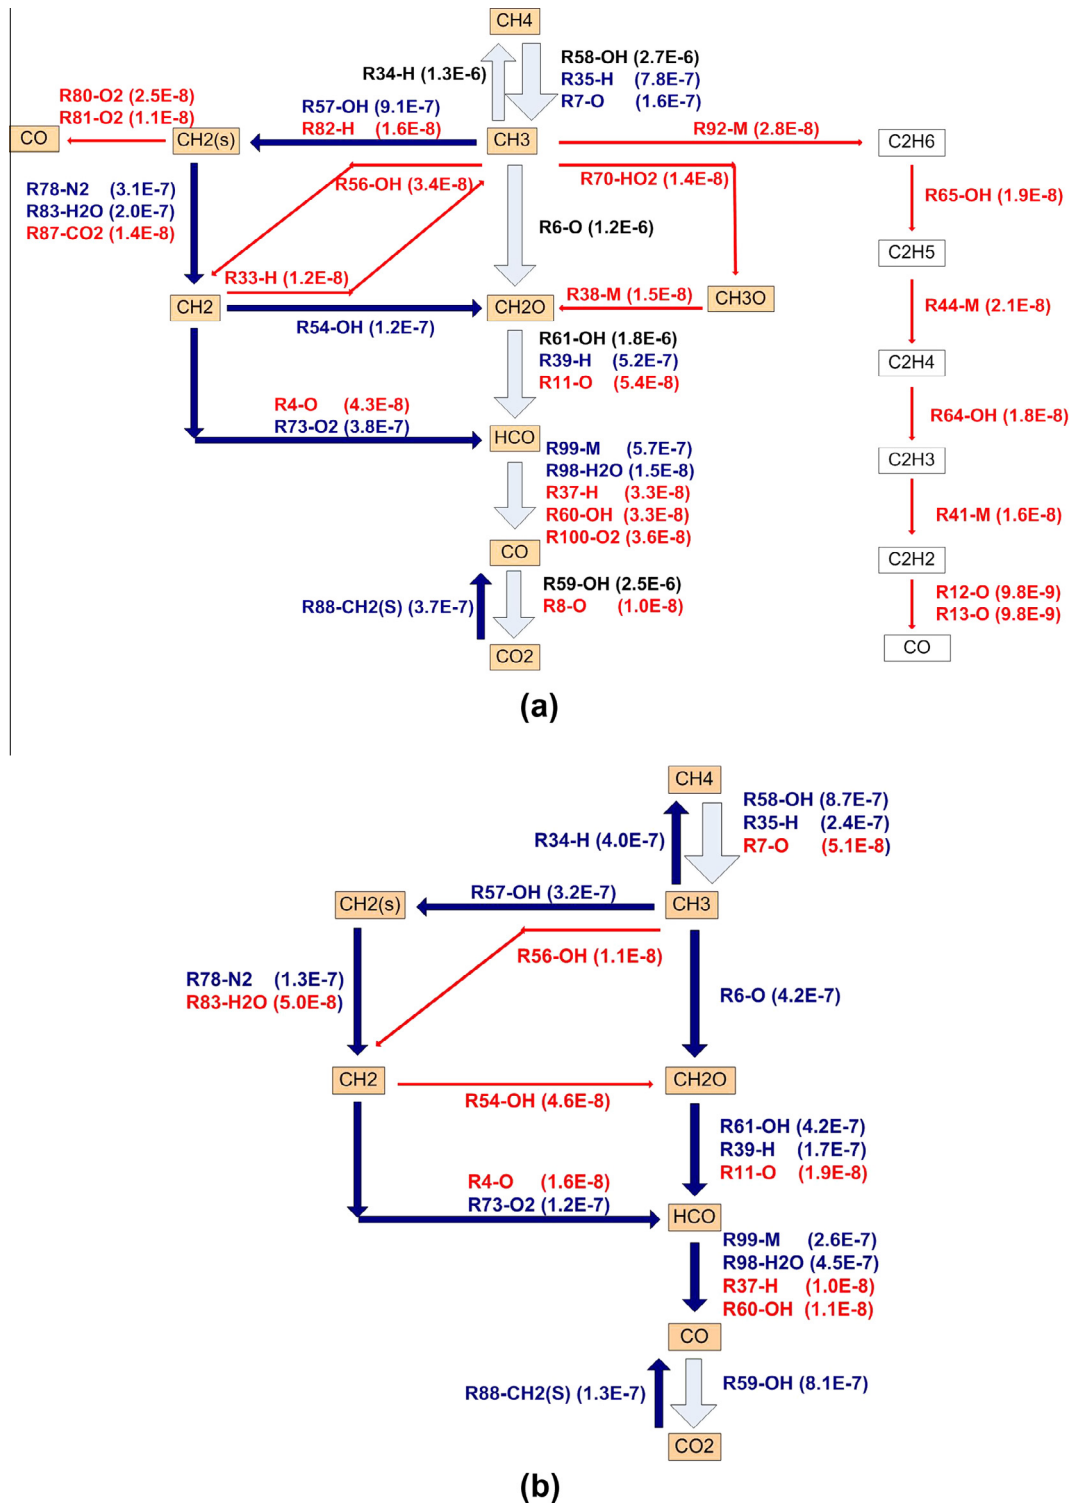 CH4
R34-H (1.3E-6)
R58-OH (2.7E-6)
R35-H (7.8E-7)
R7-O (1.6E-7)
R80-O2 (2.5E-8)
R81-O2 (1.1E-8)
R57-OH (9.1E-7)
R82-H (1.6E-8)
CO
CH2(s)
CH3
R92-M (2.8E-8)
C2H6
R56-OH (3.4E-8)
R70-HO2 (1.4E-8)
R78-N2 (3.1E-7)
R83-H2O (2.0E-7)
R87-CO2 (1.4E-8)
R65-OH (1.9E-8)
R6-O (1.2E-6)
C2H5
R33-H (1.2E-8)
CH2
CH2O
R38-M (1.5E-8)
CH3O
R54-OH (1.2E-7)
R44-M (2.1E-8)
R61-OH (1.8E-6)
R39-H (5.2E-7)
R11-O (5.4E-8)
C2H4
R4-O (4.3E-8)
R73-O2 (3.8E-7)
R64-OH (1.8E-8)
HCO
C2H3
R99-M (5.7E-7)
R98-H2O (1.5E-8)
R37-H (3.3E-8)
R60-OH (3.3E-8)
R100-O2 (3.6E-8)
R41-M (1.6E-8)
CO
C2H2
R88-CH2(S) (3.7E-7)
R59-OH (2.5E-6)
R8-O (1.0E-8)
R12-O (9.8E-9)
R13-O (9.8E-9)
CO2
CO
(a)
CH4
R34-H (4.0E-7)
R58-OH (8.7E-7)
R35-H (2.4E-7)
R7-O (5.1E-8)
CH2(s)
R57-OH (3.2E-7)
CH3
R56-OH (1.1E-8)
R78-N2 (1.3E-7)
R83-H2O (5.0E-8)
R6-O (4.2E-7)
CH2
CH2O
R54-OH (4.6E-8)
R61-OH (4.2E-7)
R39-H (1.7E-7)
R11-O (1.9E-8)
R4-O (1.6E-8)
R73-O2 (1.2E-7)
HCO
R99-M (2.6E-7)
R98-H2O (4.5E-7)
R37-H (1.0E-8)
R60-OH (1.1E-8)
CO
R88-CH2(S) (1.3E-7)
R59-OH (8.1E-7)
CO2
(b)